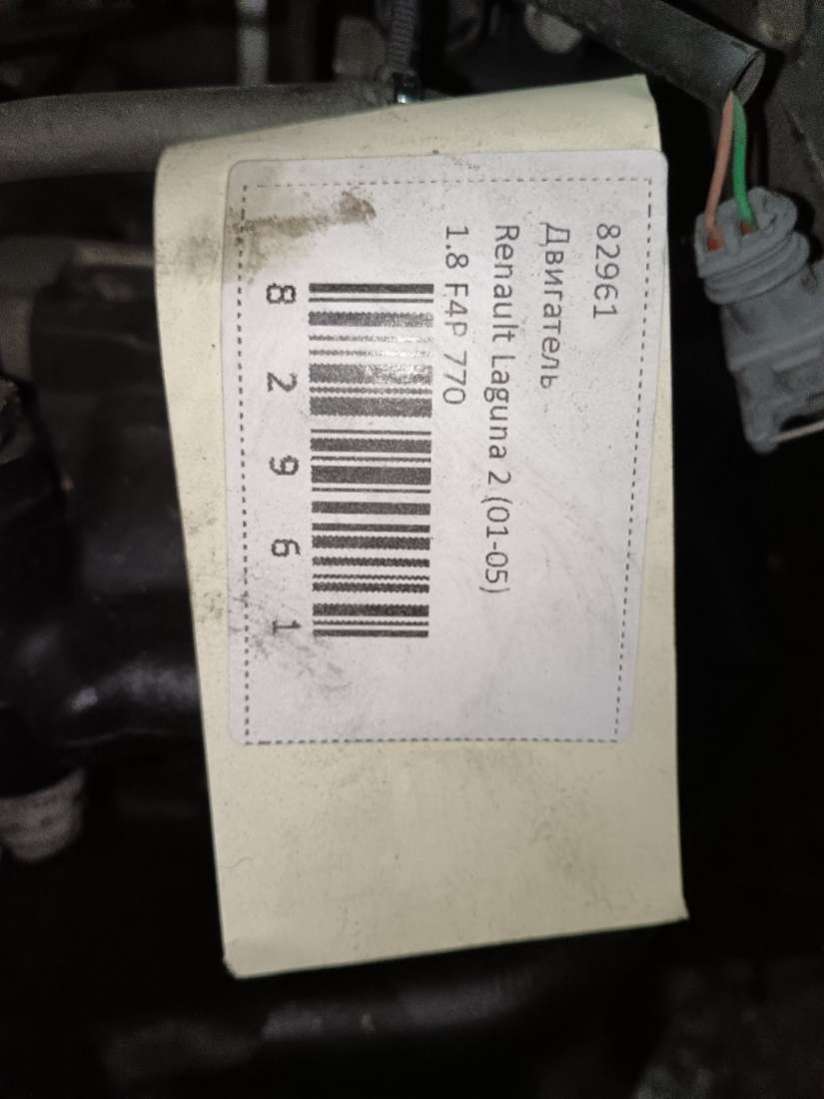 82961
Двигатель
Renault Laguna 2 (01-05)
1.8 F4P 770
8 2 9 6 1